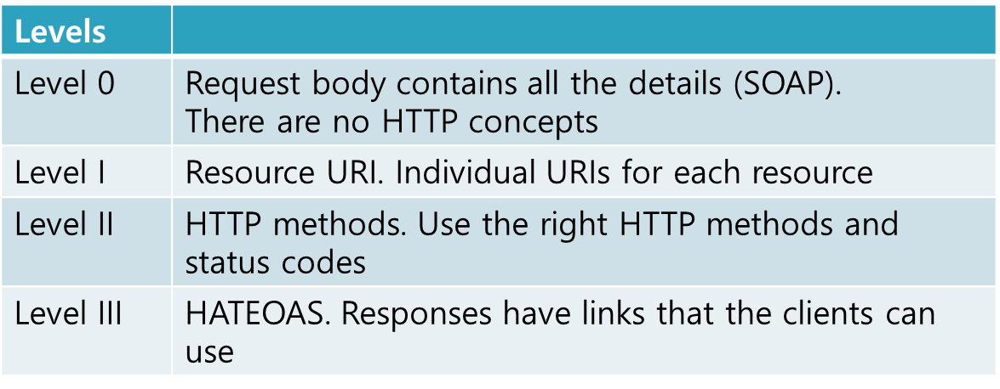 Levels
Level 0
Request body contains all the details (SOAP).
There are no HTTP concepts
Level I
Resource URI. Individual URIs for each resource
Level II
HTTP methods. Use the right HTTP methods and
status codes
Level III
HATEOAS. Responses have links that the clients can
use